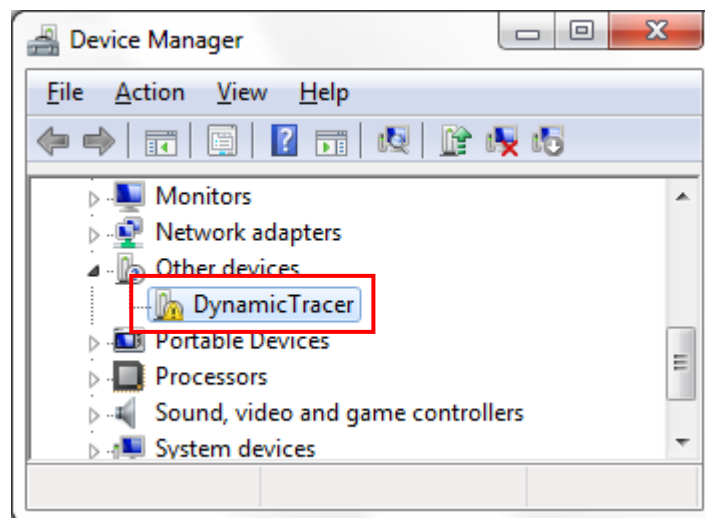 Device Manager
File Action View Help
Monitors
Network adapters
Other devices
DynamicTracer
Portable Devices
Processors
Sound, video and game controllers
System devices